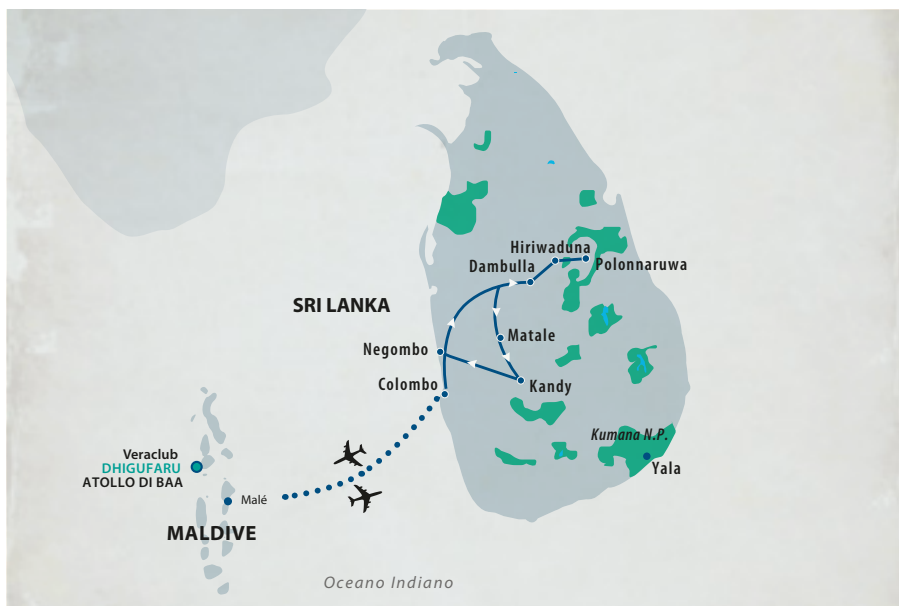 Hiriwaduna
Dambulla
Polonnaruwa
SRI LANKA
Matale
Negombo
Colombo
Kandy
Kumana N.P.
Yala
Veraclub
DHIGUFARU
ATOLLO DI BAA
Malé
MALDIVE
Oceano Indiano